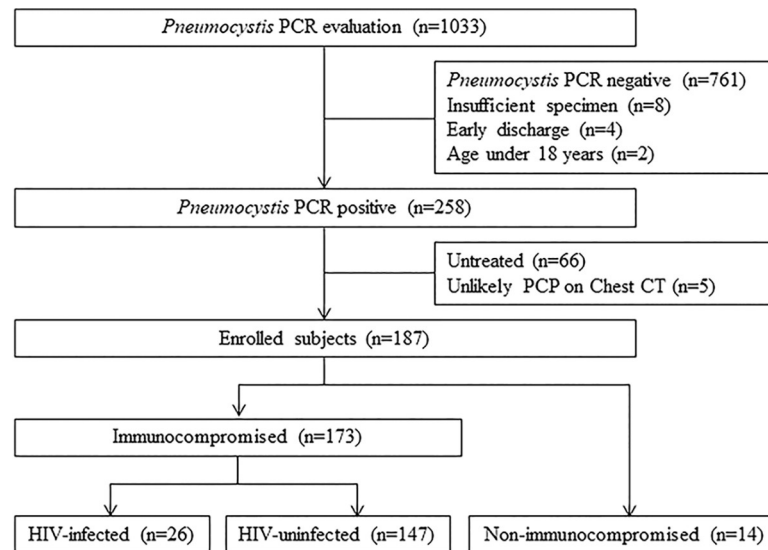 Pneumocystis PCR evaluation (n=1033)
Pneumocystis PCR negative (n=761)
Insufficient specimen (n=8)
Early discharge (n=4)
Age under 18 years (n=2)
Pneumocystis PCR positive (n=258)
Untreated (n=66)
Unlikely PCP on Chest CT (n=5)
Enrolled subjects (n=187)
Immunocompromised (n=173)
HIV-infected (n=26)
HIV-uninfected (n=147)
Non-immunocompromised (n=14)